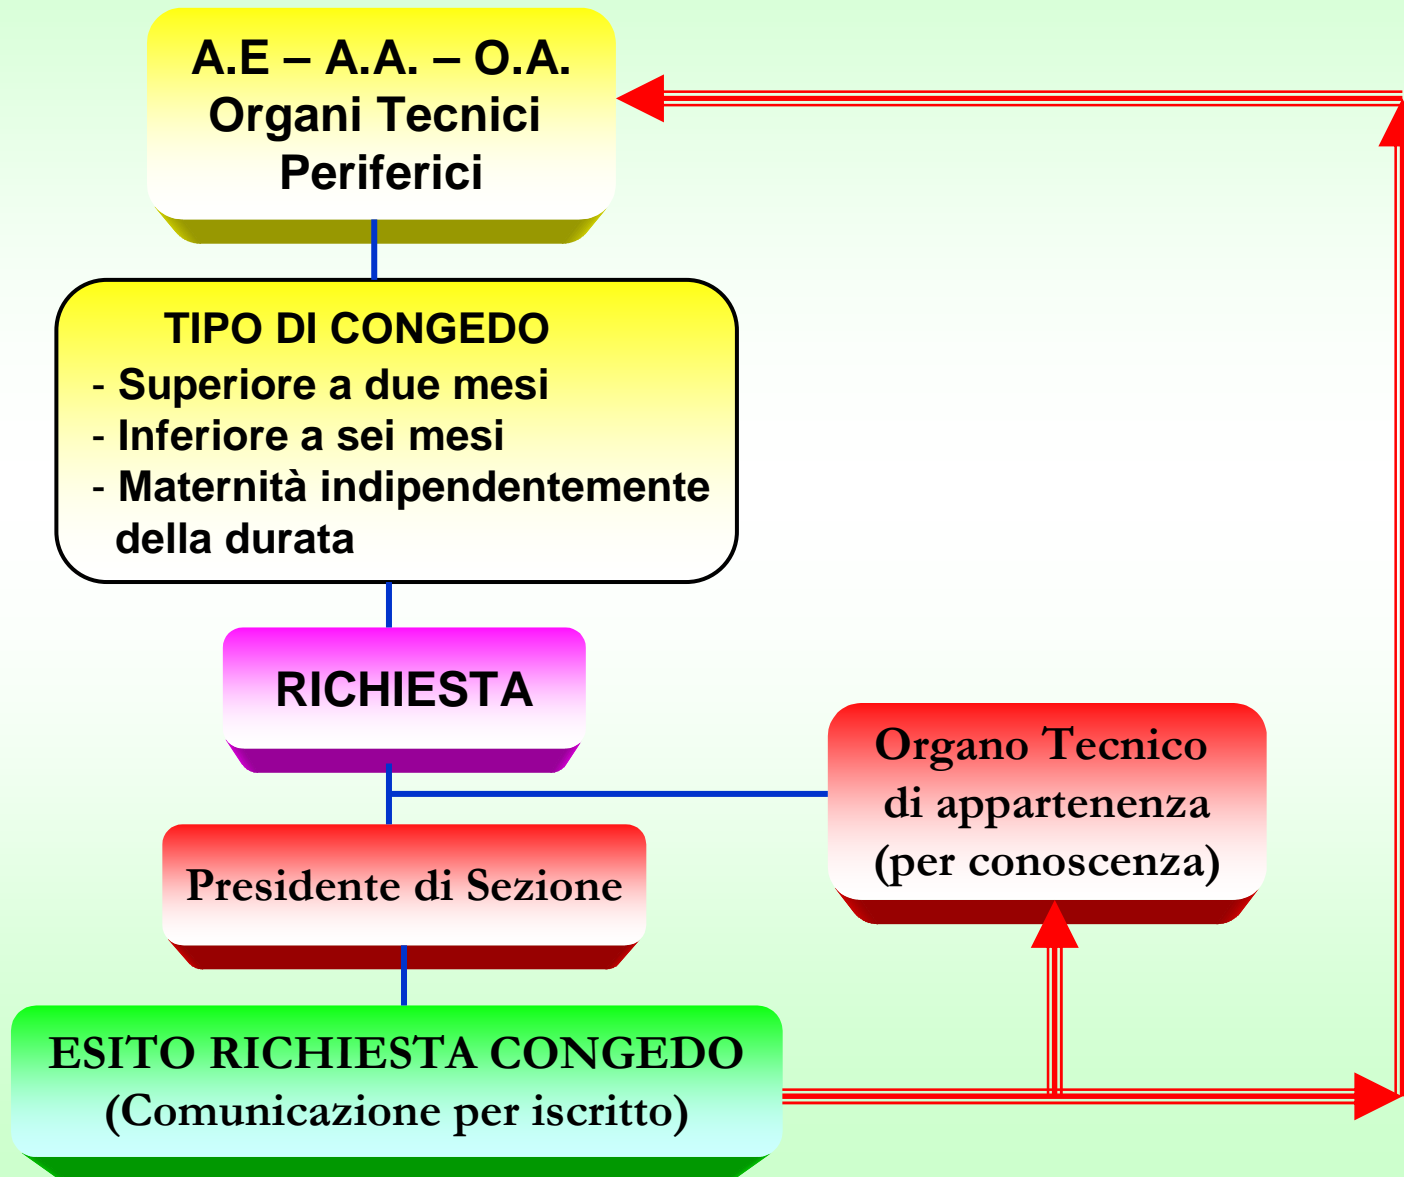 A.E – A.A. – O.A.
Organi Tecnici
Periferici
TIPO DI CONGEDO
- Superiore a due mesi
- Inferiore a sei mesi
- Maternità indipendentemente
della durata
RICHIESTA
Organo Tecnico
di appartenenza
(per conoscenza)
Presidente di Sezione
ESITO RICHIESTA CONGEDO
(Comunicazione per iscritto)